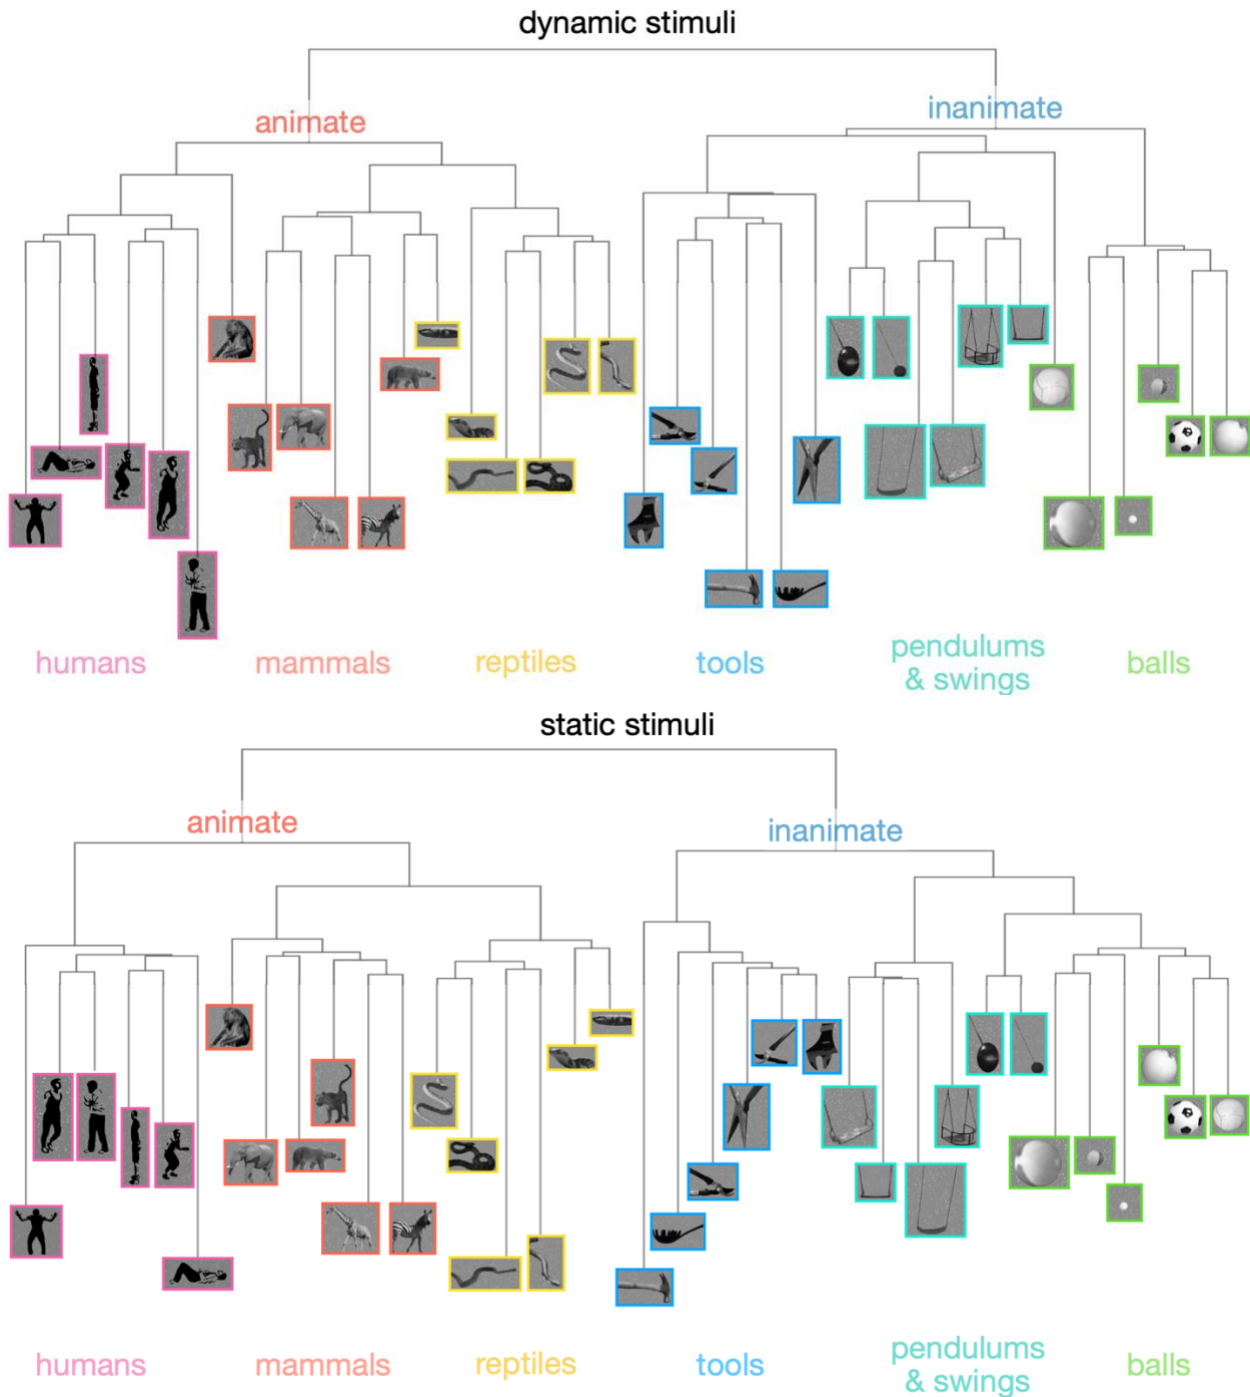 dynamic stimuli
animate
inanimate
humans
mammals
reptiles
tools
pendulums
& swings
balls
static stimuli
animate
inanimate
humans
mammals
reptiles
tools
pendulums
& swings
balls